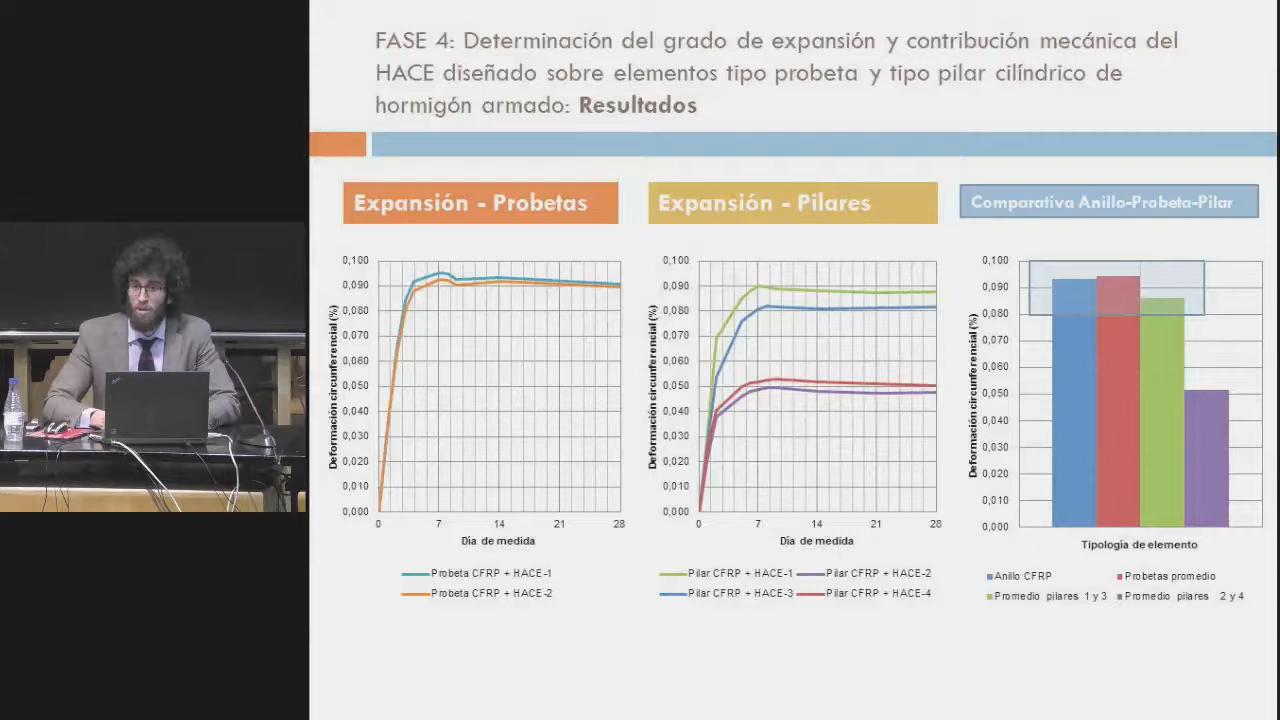 FASE 4: Determinación del grado de expansión y contribución mecánica del
HACE diseñado sobre elementos tipo probeta y tipo pilar cilíndrico de
hormigón armado: Resultados
Expansión - Probetas
Expansión - Pilares
Comparativa Anillo-Probeta-Pilar
Deformación circunferencial (%)
0,100
0,090
0,080
0,070
0,060
0,050
0,040
0,030
0,020
0,010
0,000
0 7 14 21 28
Día de medida
Probeta CFRP + HACE-1
Probeta CFRP + HACE-2
Deformación circunferencial (%)
0,100
0,090
0,080
0,070
0,060
0,050
0,040
0,030
0,020
0,010
0,000
0 7 14 21 28
Día de medida
Pilar CFRP + HACE-1 Pilar CFRP + HACE-2
Pilar CFRP + HACE-3 Pilar CFRP + HACE-4
Deformación circunferencial (%)
0,100
0,090
0,080
0,070
0,060
0,050
0,040
0,030
0,020
0,010
0,000
Tipología de elemento
Anillo CFRP Probetas promedio
Promedio pilares 1 y 3 Promedio pilares 2 y 4